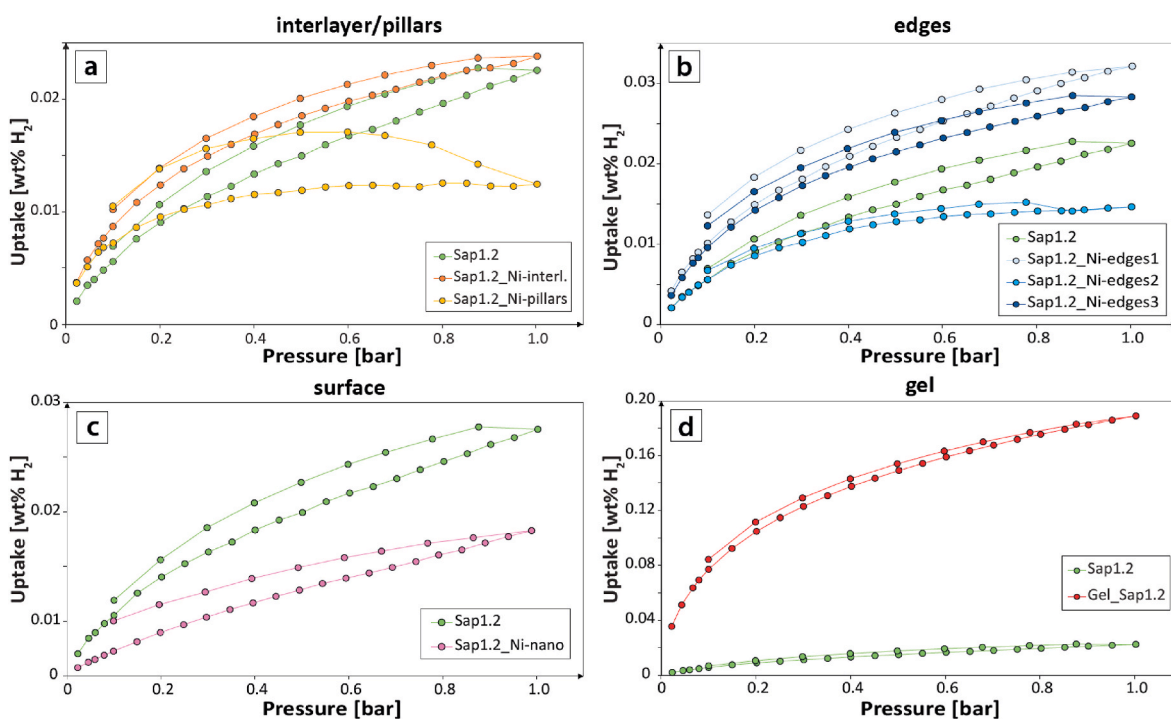 interlayer/pillars
a
Uptake [wt% H2]
0.02
0.01
0
0.2
0.4
0.6
0.8
1.0
Pressure [bar]
Sap1.2
Sap1.2_Ni-interl.
Sap1.2_Ni-pillars
edges
b
Uptake [wt% H2]
0.03
0.02
0.01
0
0.2
0.4
0.6
0.8
1.0
Pressure [bar]
Sap1.2
Sap1.2_Ni-edges1
Sap1.2_Ni-edges2
Sap1.2_Ni-edges3
surface
c
Uptake [wt% H2]
0.03
0.02
0.01
0
0
0.2
0.4
0.6
0.8
1.0
Pressure [bar]
Sap1.2
Sap1.2_Ni-nano
gel
d
Uptake [wt% H2]
0.20
0.16
0.12
0.08
0.04
0
0
0.2
0.4
0.6
0.8
1.0
Pressure [bar]
Sap1.2
Gel_Sap1.2